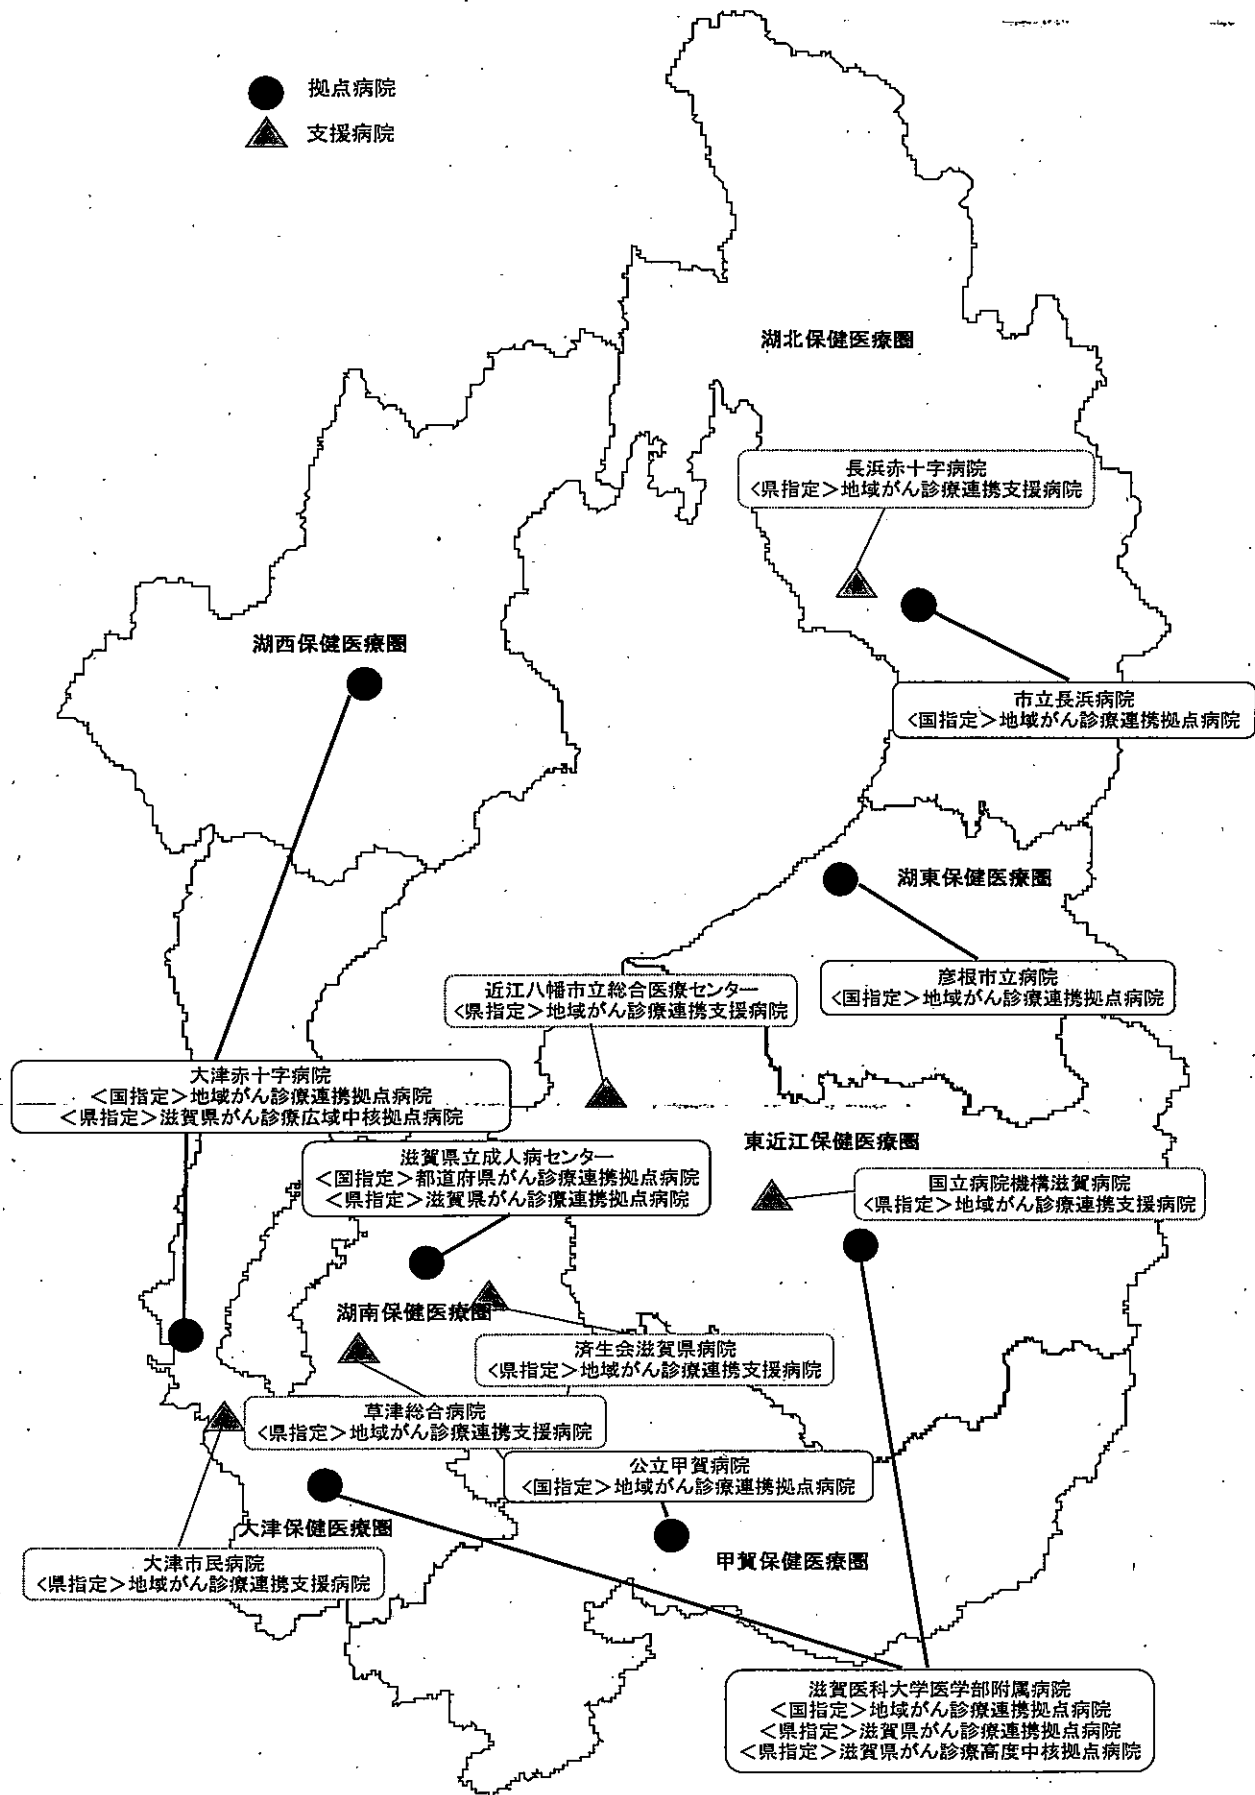 拠点病院
支援病院
湖北保健医療圏
長浜赤十字病院
<県指定>地域がん診療連携支援病院
湖西保健医療圏
市立長浜病院
<国指定>地域がん診療連携拠点病院
湖東保健医療圏
彦根市立病院
<国指定>地域がん診療連携拠点病院
近江八幡市立総合医療センター
<県指定>地域がん診療連携支援病院
大津赤十字病院
<国指定>地域がん診療連携拠点病院
<県指定>滋賀県がん診療広域中核拠点病院
東近江保健医療圏
滋賀県立成人病センター
<国指定>都道府県がん診療連携拠点病院
<県指定>滋賀県がん診療連携拠点病院
国立病院機構滋賀病院
<県指定>地域がん診療連携支援病院
湖南保健医療圏
済生会滋賀県病院
<県指定>地域がん診療連携支援病院
草津総合病院
<県指定>地域がん診療連携支援病院
公立甲賀病院
<国指定>地域がん診療連携拠点病院
大津保健医療圏
甲賀保健医療圏
大津市民病院
<県指定>地域がん診療連携支援病院
滋賀医科大学医学部附属病院
<国指定>地域がん診療連携拠点病院
<県指定>滋賀県がん診療連携拠点病院
<県指定>滋賀県がん診療高度中核拠点病院